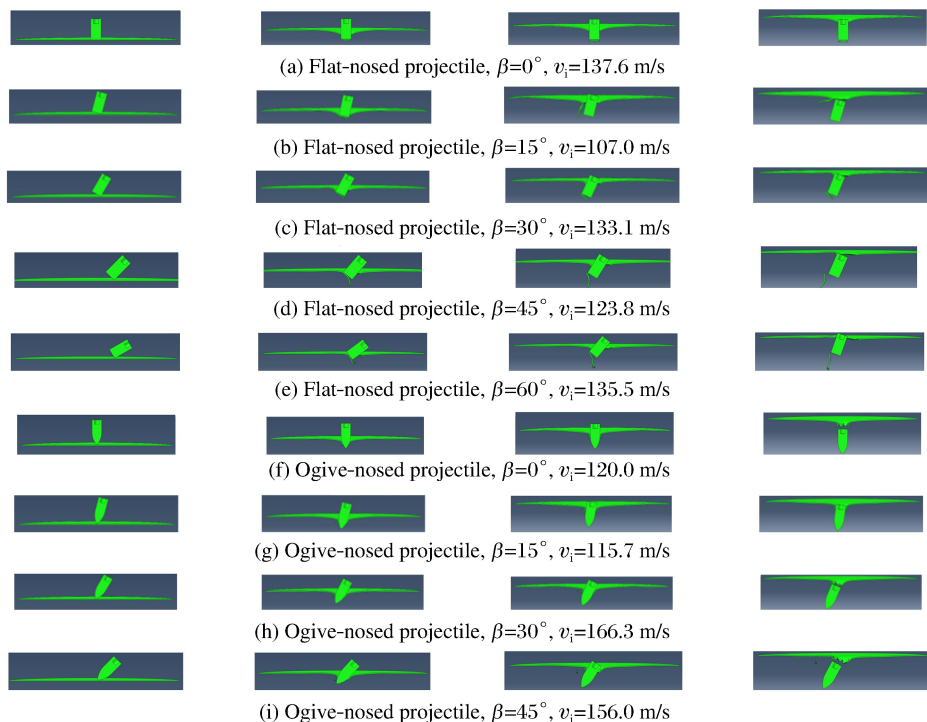 (a) Flat-nosed projectile, β=0°, vᵢ=137.6 m/s
(b) Flat-nosed projectile, β=15°, vᵢ=107.0 m/s
(c) Flat-nosed projectile, β=30°, vᵢ=133.1 m/s
(d) Flat-nosed projectile, β=45°, vᵢ=123.8 m/s
(e) Flat-nosed projectile, β=60°, vᵢ=135.5 m/s
(f) Ogive-nosed projectile, β=0°, vᵢ=120.0 m/s
(g) Ogive-nosed projectile, β=15°, vᵢ=115.7 m/s
(h) Ogive-nosed projectile, β=30°, vᵢ=166.3 m/s
(i) Ogive-nosed projectile, β=45°, vᵢ=156.0 m/s